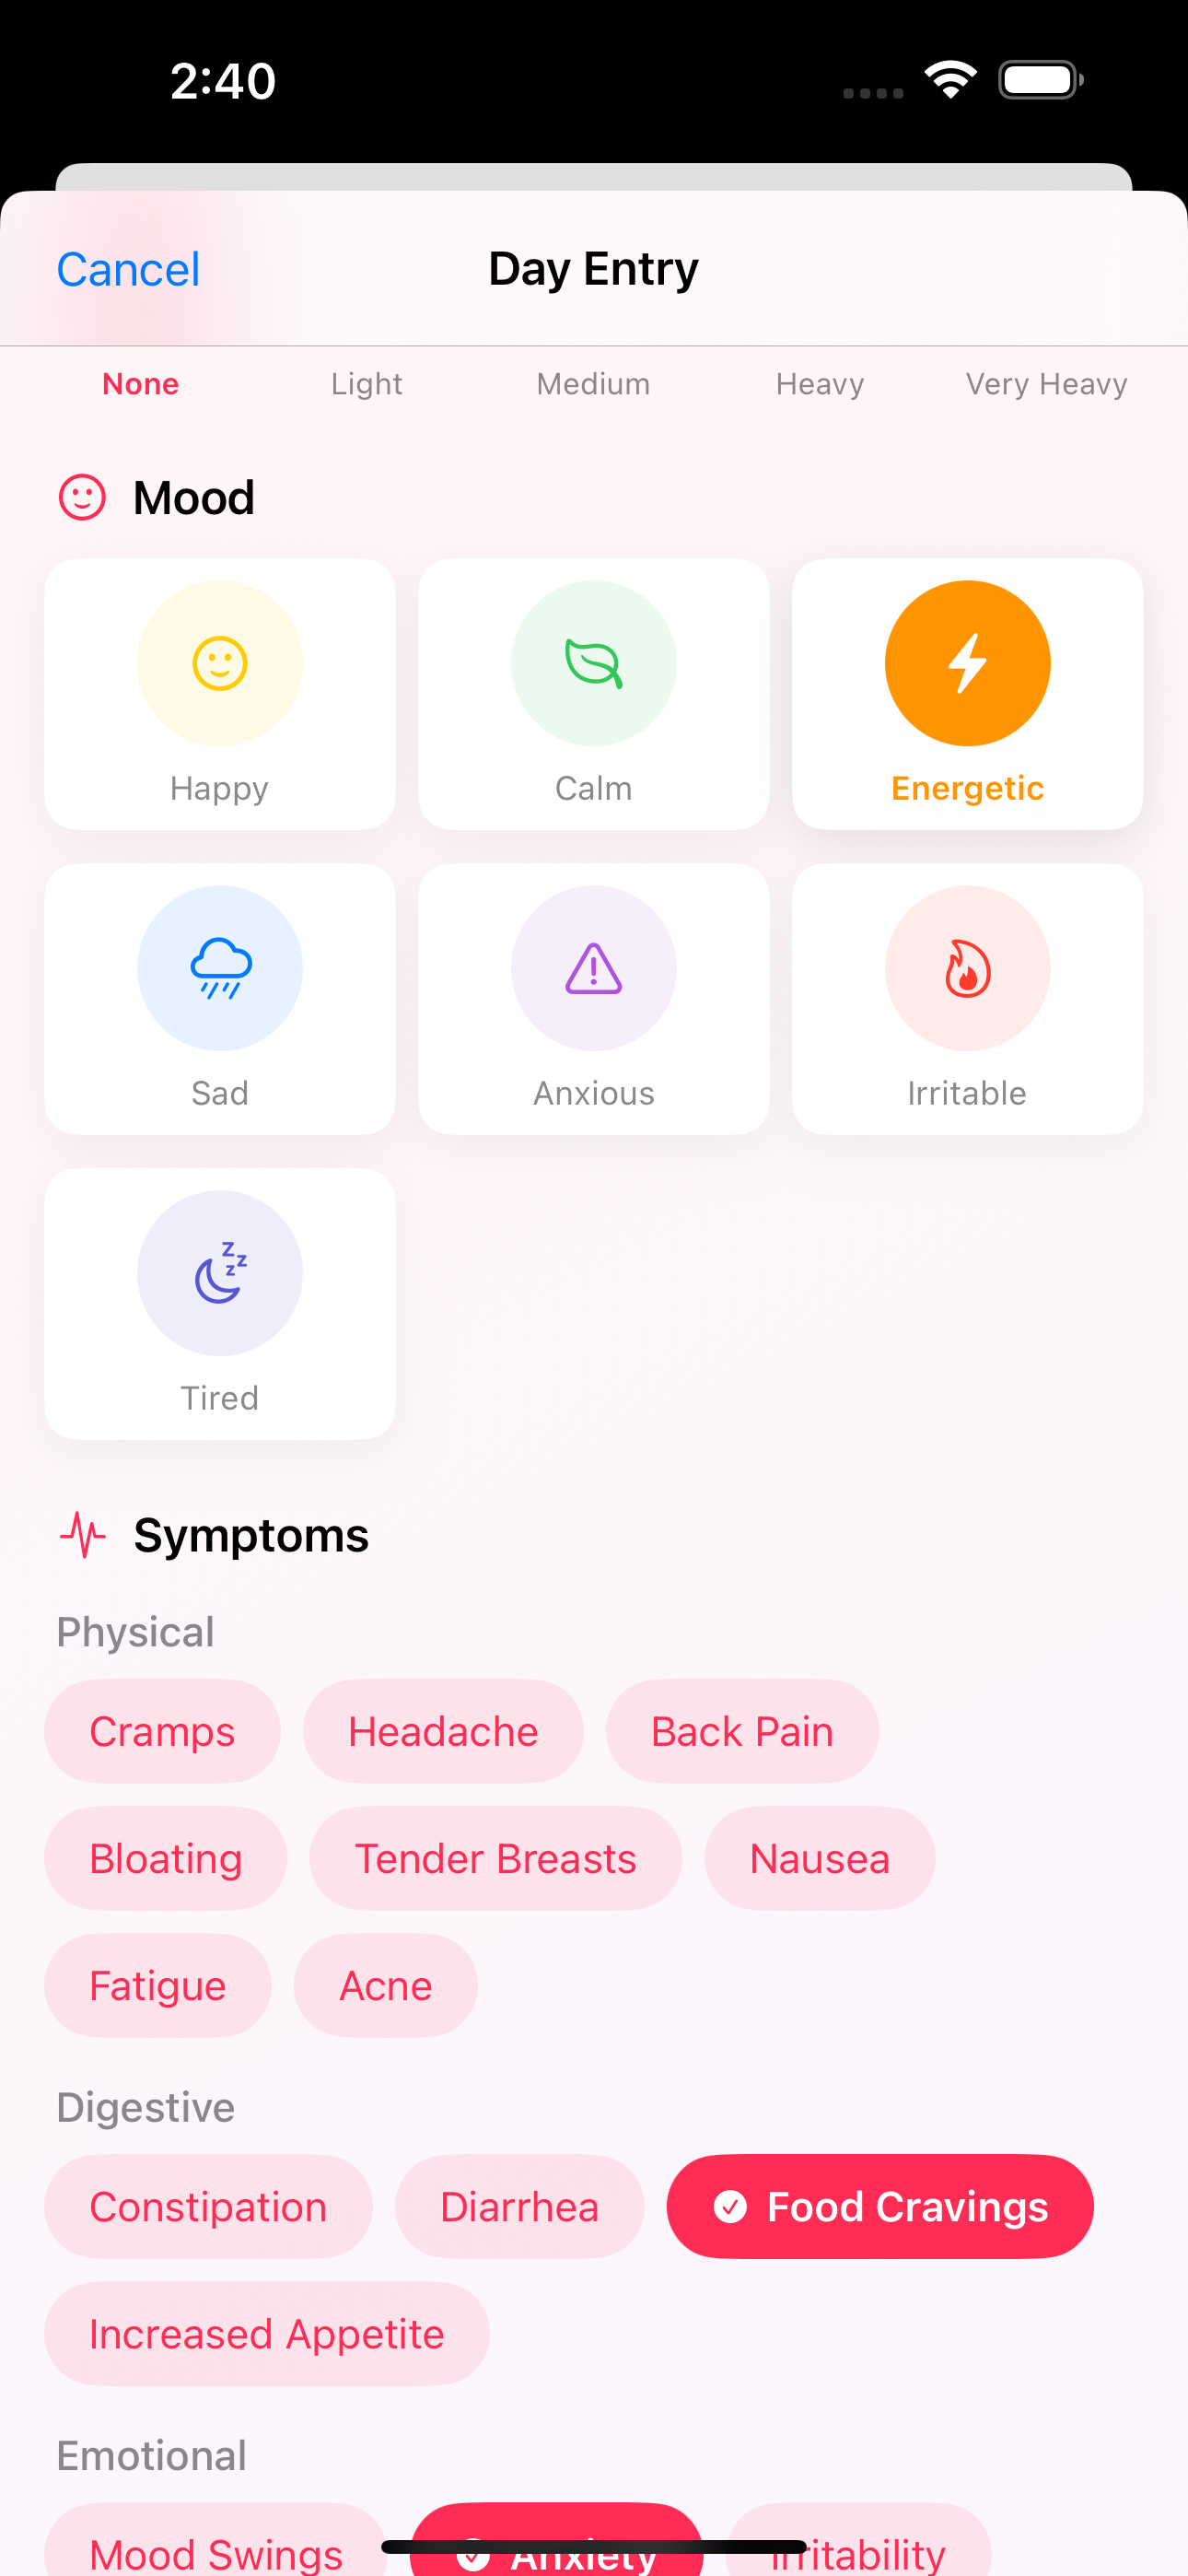 2:40
Cancel Day Entry
None Light Medium Heavy Very Heavy
Mood
Happy Calm Energetic
Sad Anxious Irritable
Tired
Symptoms
Physical
Cramps Headache Back Pain
Bloating Tender Breasts Nausea
Fatigue Acne
Digestive
Constipation Diarrhea Food Cravings
Increased Appetite
Emotional
Mood Swings Anxiety Irritability